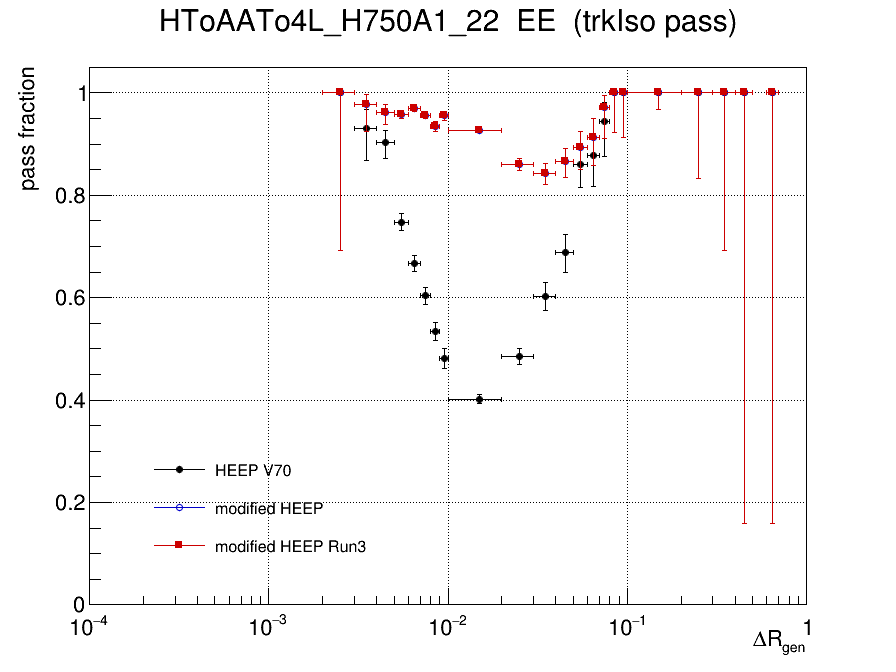 HToAATo4L_H750A1_22 EE (trkIso pass)
pass fraction
1
0.8
0.6
0.4
0.2
0
HEEP V70
modified HEEP
modified HEEP Run3
10⁻⁴ 10⁻³ 10⁻² 10⁻¹ 1
ΔR_gen